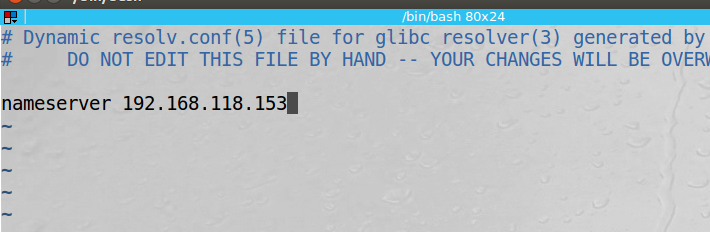 /bin/bash 80x24
# Dynamic resolv.conf(5) file for glibc resolver(3) generated by
# DO NOT EDIT THIS FILE BY HAND -- YOUR CHANGES WILL BE OVERW
nameserver 192.168.118.153
~
~
~
~
~